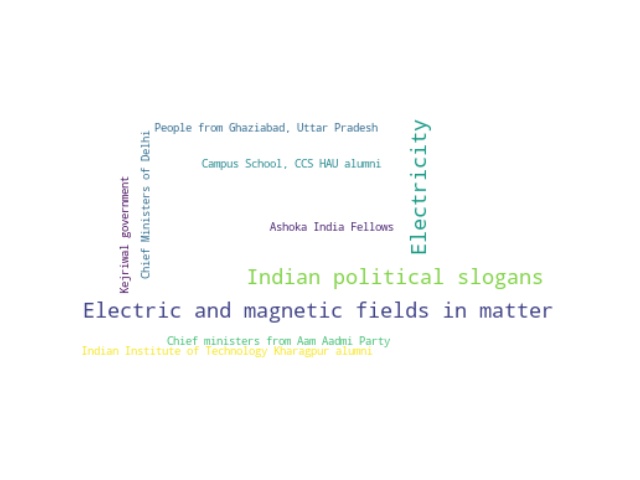 People from Ghaziabad, Uttar Pradesh
Campus School, CCS HAU alumni
Electricity
Chief Ministers of Delhi
Kejriwal government
Ashoka India Fellows
Indian political slogans
Electric and magnetic fields in matter
Chief ministers from Aam Aadmi Party
Indian Institute of Technology Kharagpur alumni